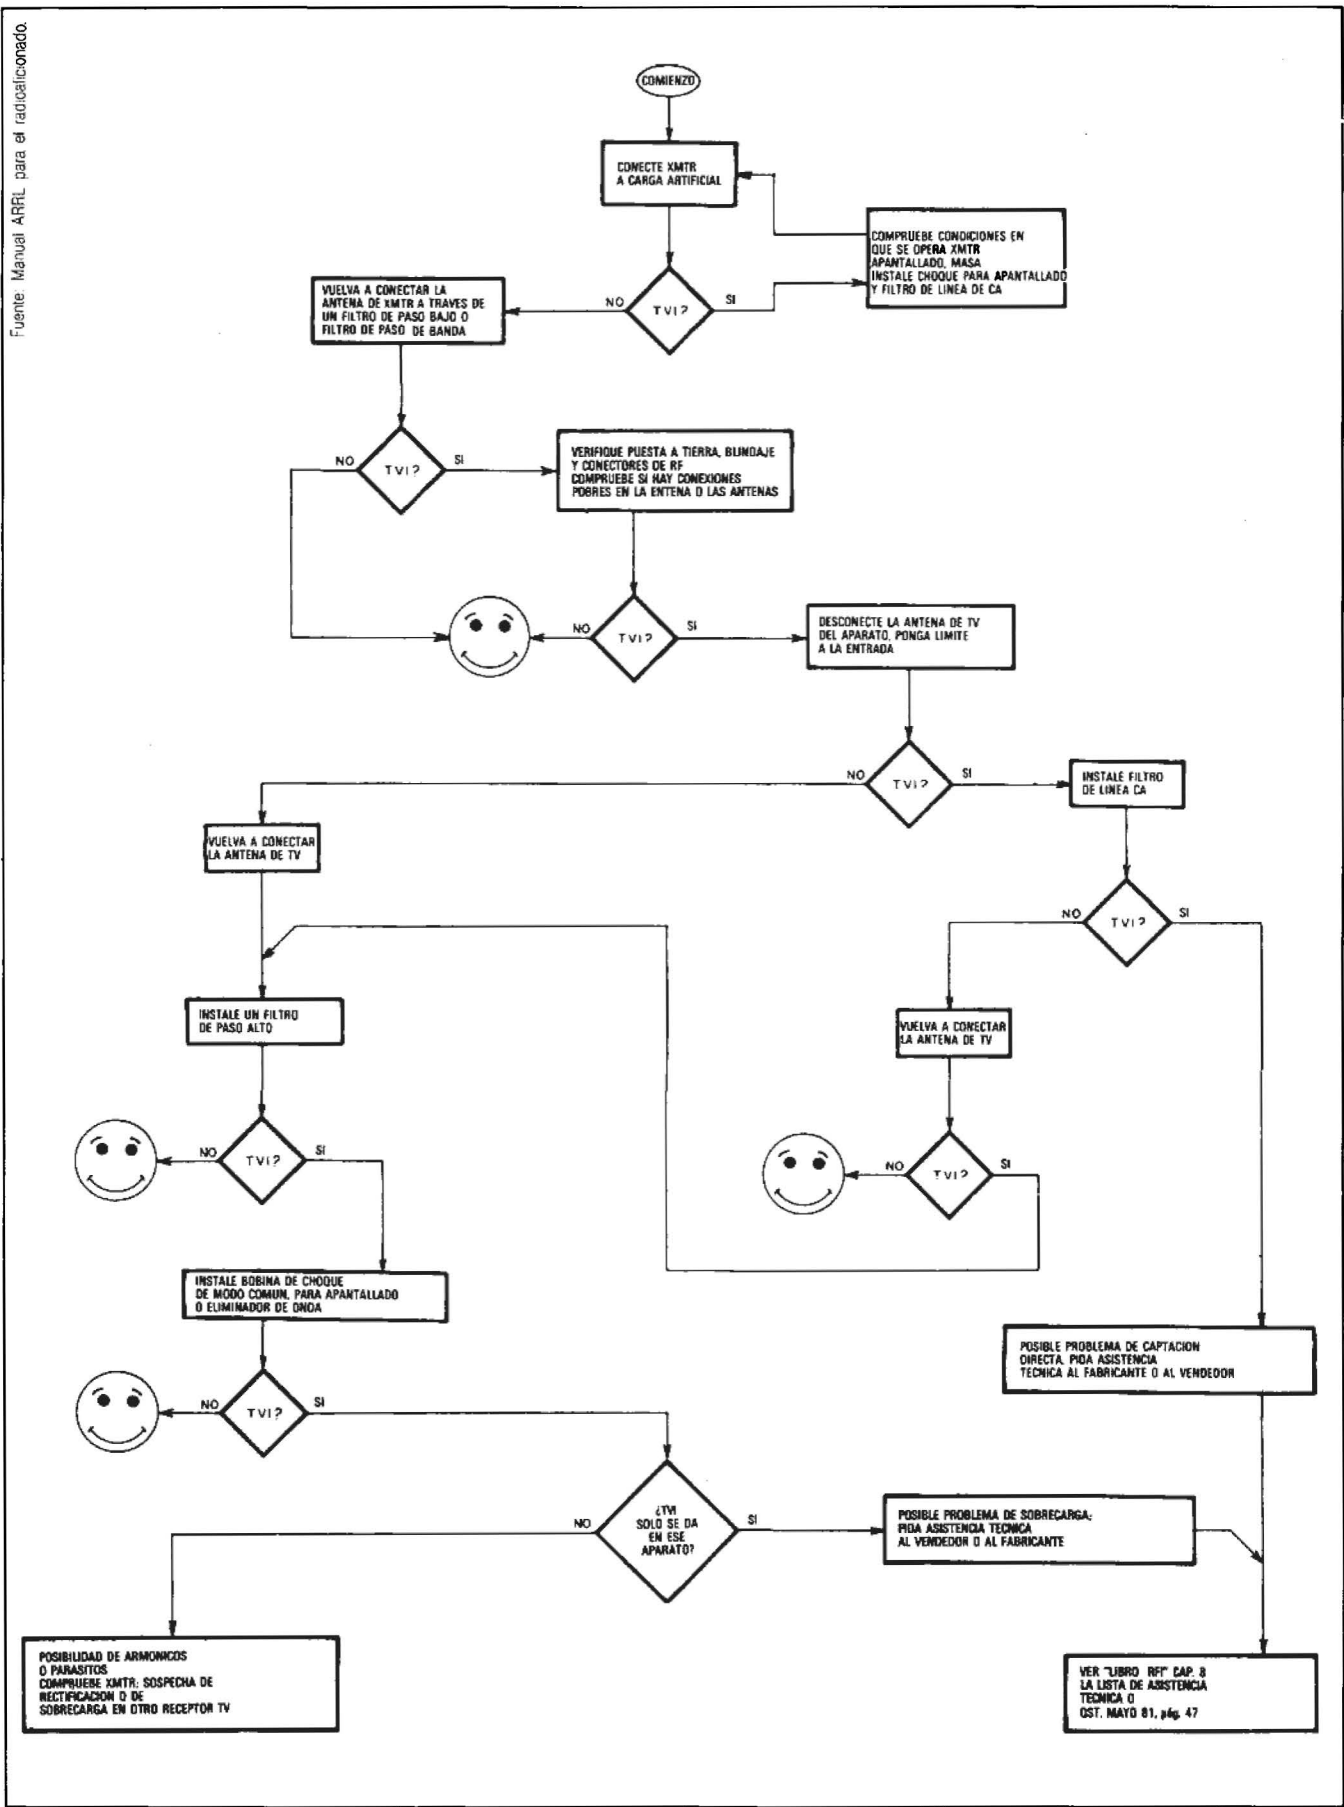 Fuente: Manual ARRL para el radioaficionado.
COMIENZO
CONECTE XMTR
A CARGA ARTIFICIAL
COMPRUEBE CONDICIONES EN
QUE SE OPERA XMTR
APANTALLADO, MASA
INSTALE CHOQUE PARA APANTALLADO
Y FILTRO DE LINEA DE CA
VUELVA A CONECTAR LA
ANTENA DE XMTR A TRAVES DE
UN FILTRO DE PASO BAJO O
FILTRO DE PASO DE BANDA
NO
TVI?
SI
NO
TVI?
SI
VERIFIQUE PUESTA A TIERRA, BLINDAJE
Y CONECTORES DE RF
COMPRUEBE SI HAY CONEXIONES
POBRES EN LA ENTENA O LAS ANTENAS
NO
TVI?
SI
DESCONECTE LA ANTENA DE TV
DEL APARATO, PONGA LIMITE
A LA ENTRADA
NO
TVI?
SI
INSTALE FILTRO
DE LINEA CA
VUELVA A CONECTAR
LA ANTENA DE TV
NO
TVI?
SI
INSTALE UN FILTRO
DE PASO ALTO
VUELVA A CONECTAR
LA ANTENA DE TV
NO
TVI?
SI
NO
TVI?
SI
INSTALE BOBINA DE CHOQUE
DE MODO COMUN, PARA APANTALLADO
O ELIMINADOR DE ONDA
POSIBLE PROBLEMA DE CAPTACION
DIRECTA. PIDA ASISTENCIA
TECNICA AL FABRICANTE O AL VENDEDOR
NO
TVI?
SI
NO
¿TVI
SOLO SE DA
EN ESE
APARATO?
SI
POSIBLE PROBLEMA DE SOBRECARGA;
PIDA ASISTENCIA TECNICA
AL VENDEDOR O AL FABRICANTE
POSIBILIDAD DE ARMONICOS
O PARASITOS
COMPRUEBE XMTR: SOSPECHA DE
RECTIFICACION O DE
SOBRECARGA EN OTRO RECEPTOR TV
VER "LIBRO RFI" CAP. 8
LA LISTA DE ASISTENCIA
TECNICA O
QST. MAYO 81, pág. 47